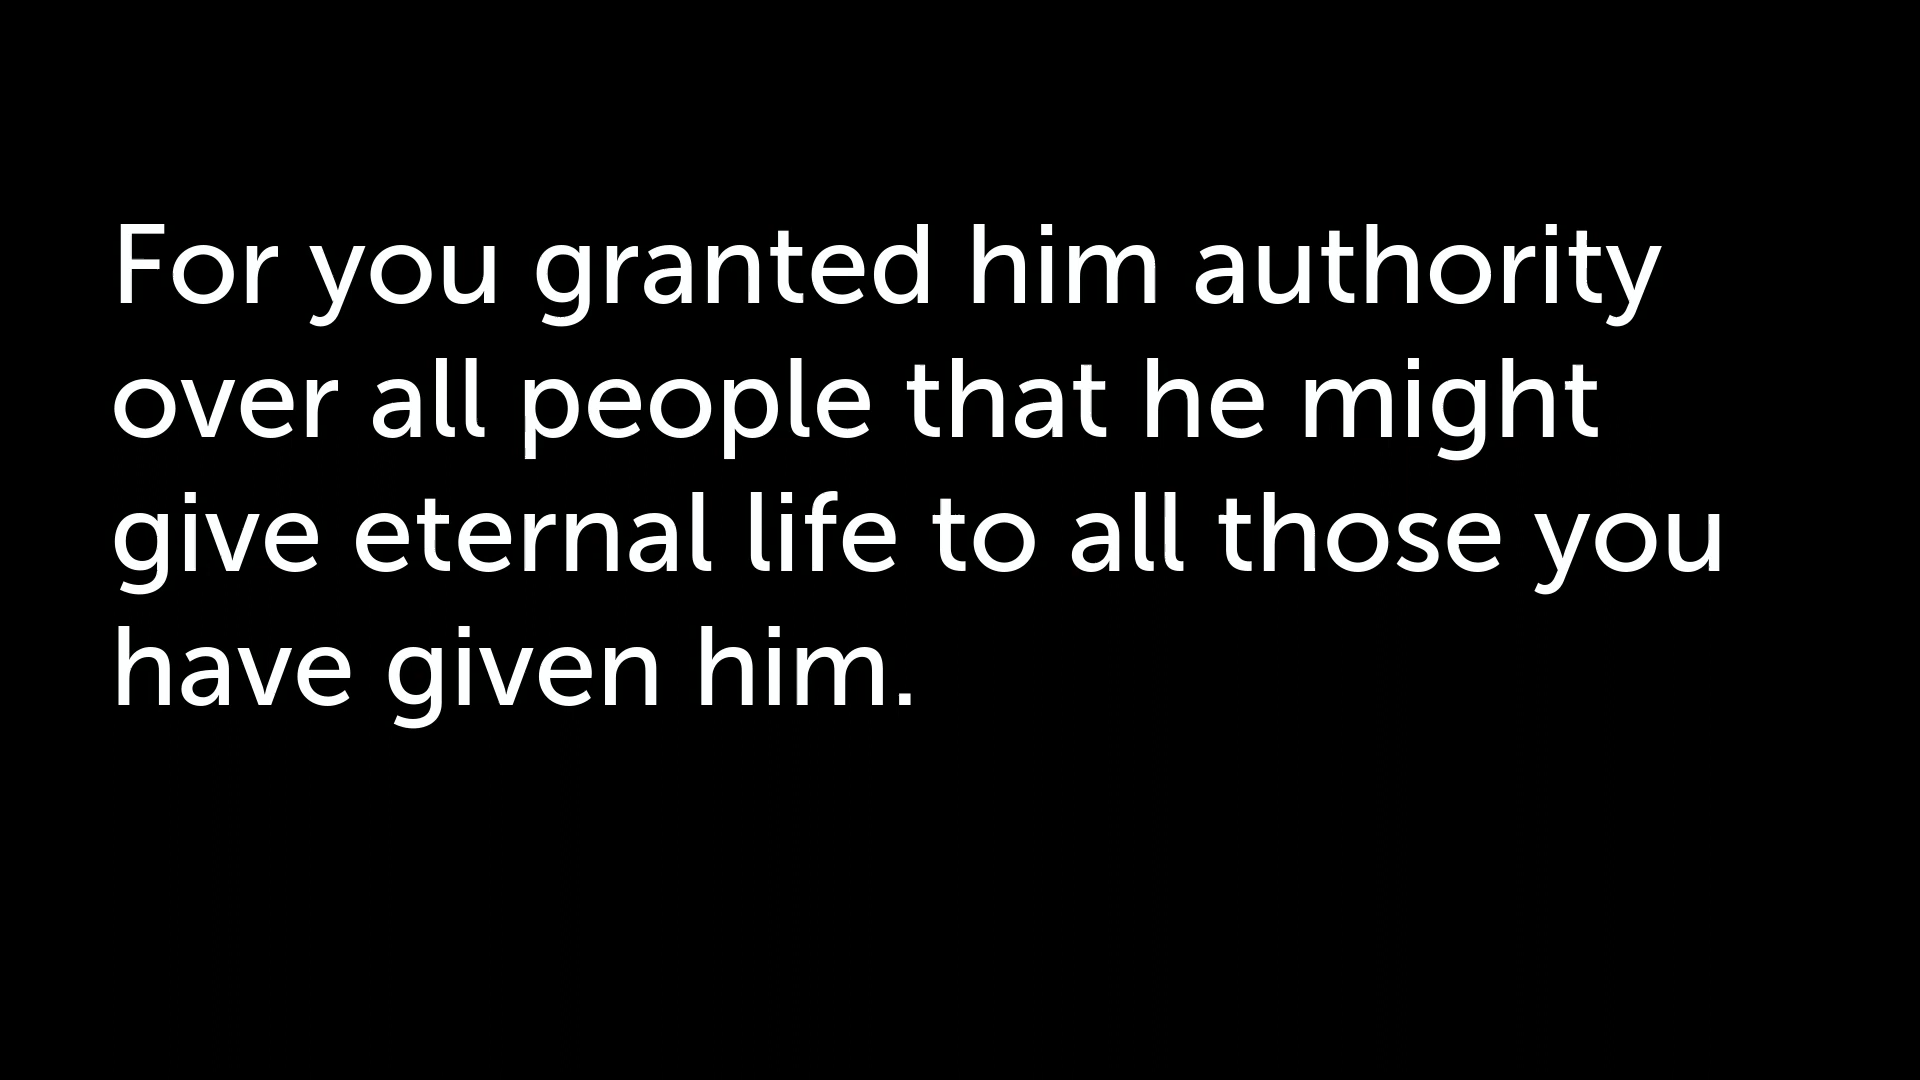 For you granted him authority
over all people that he might
give eternal life to all those you
have given him.